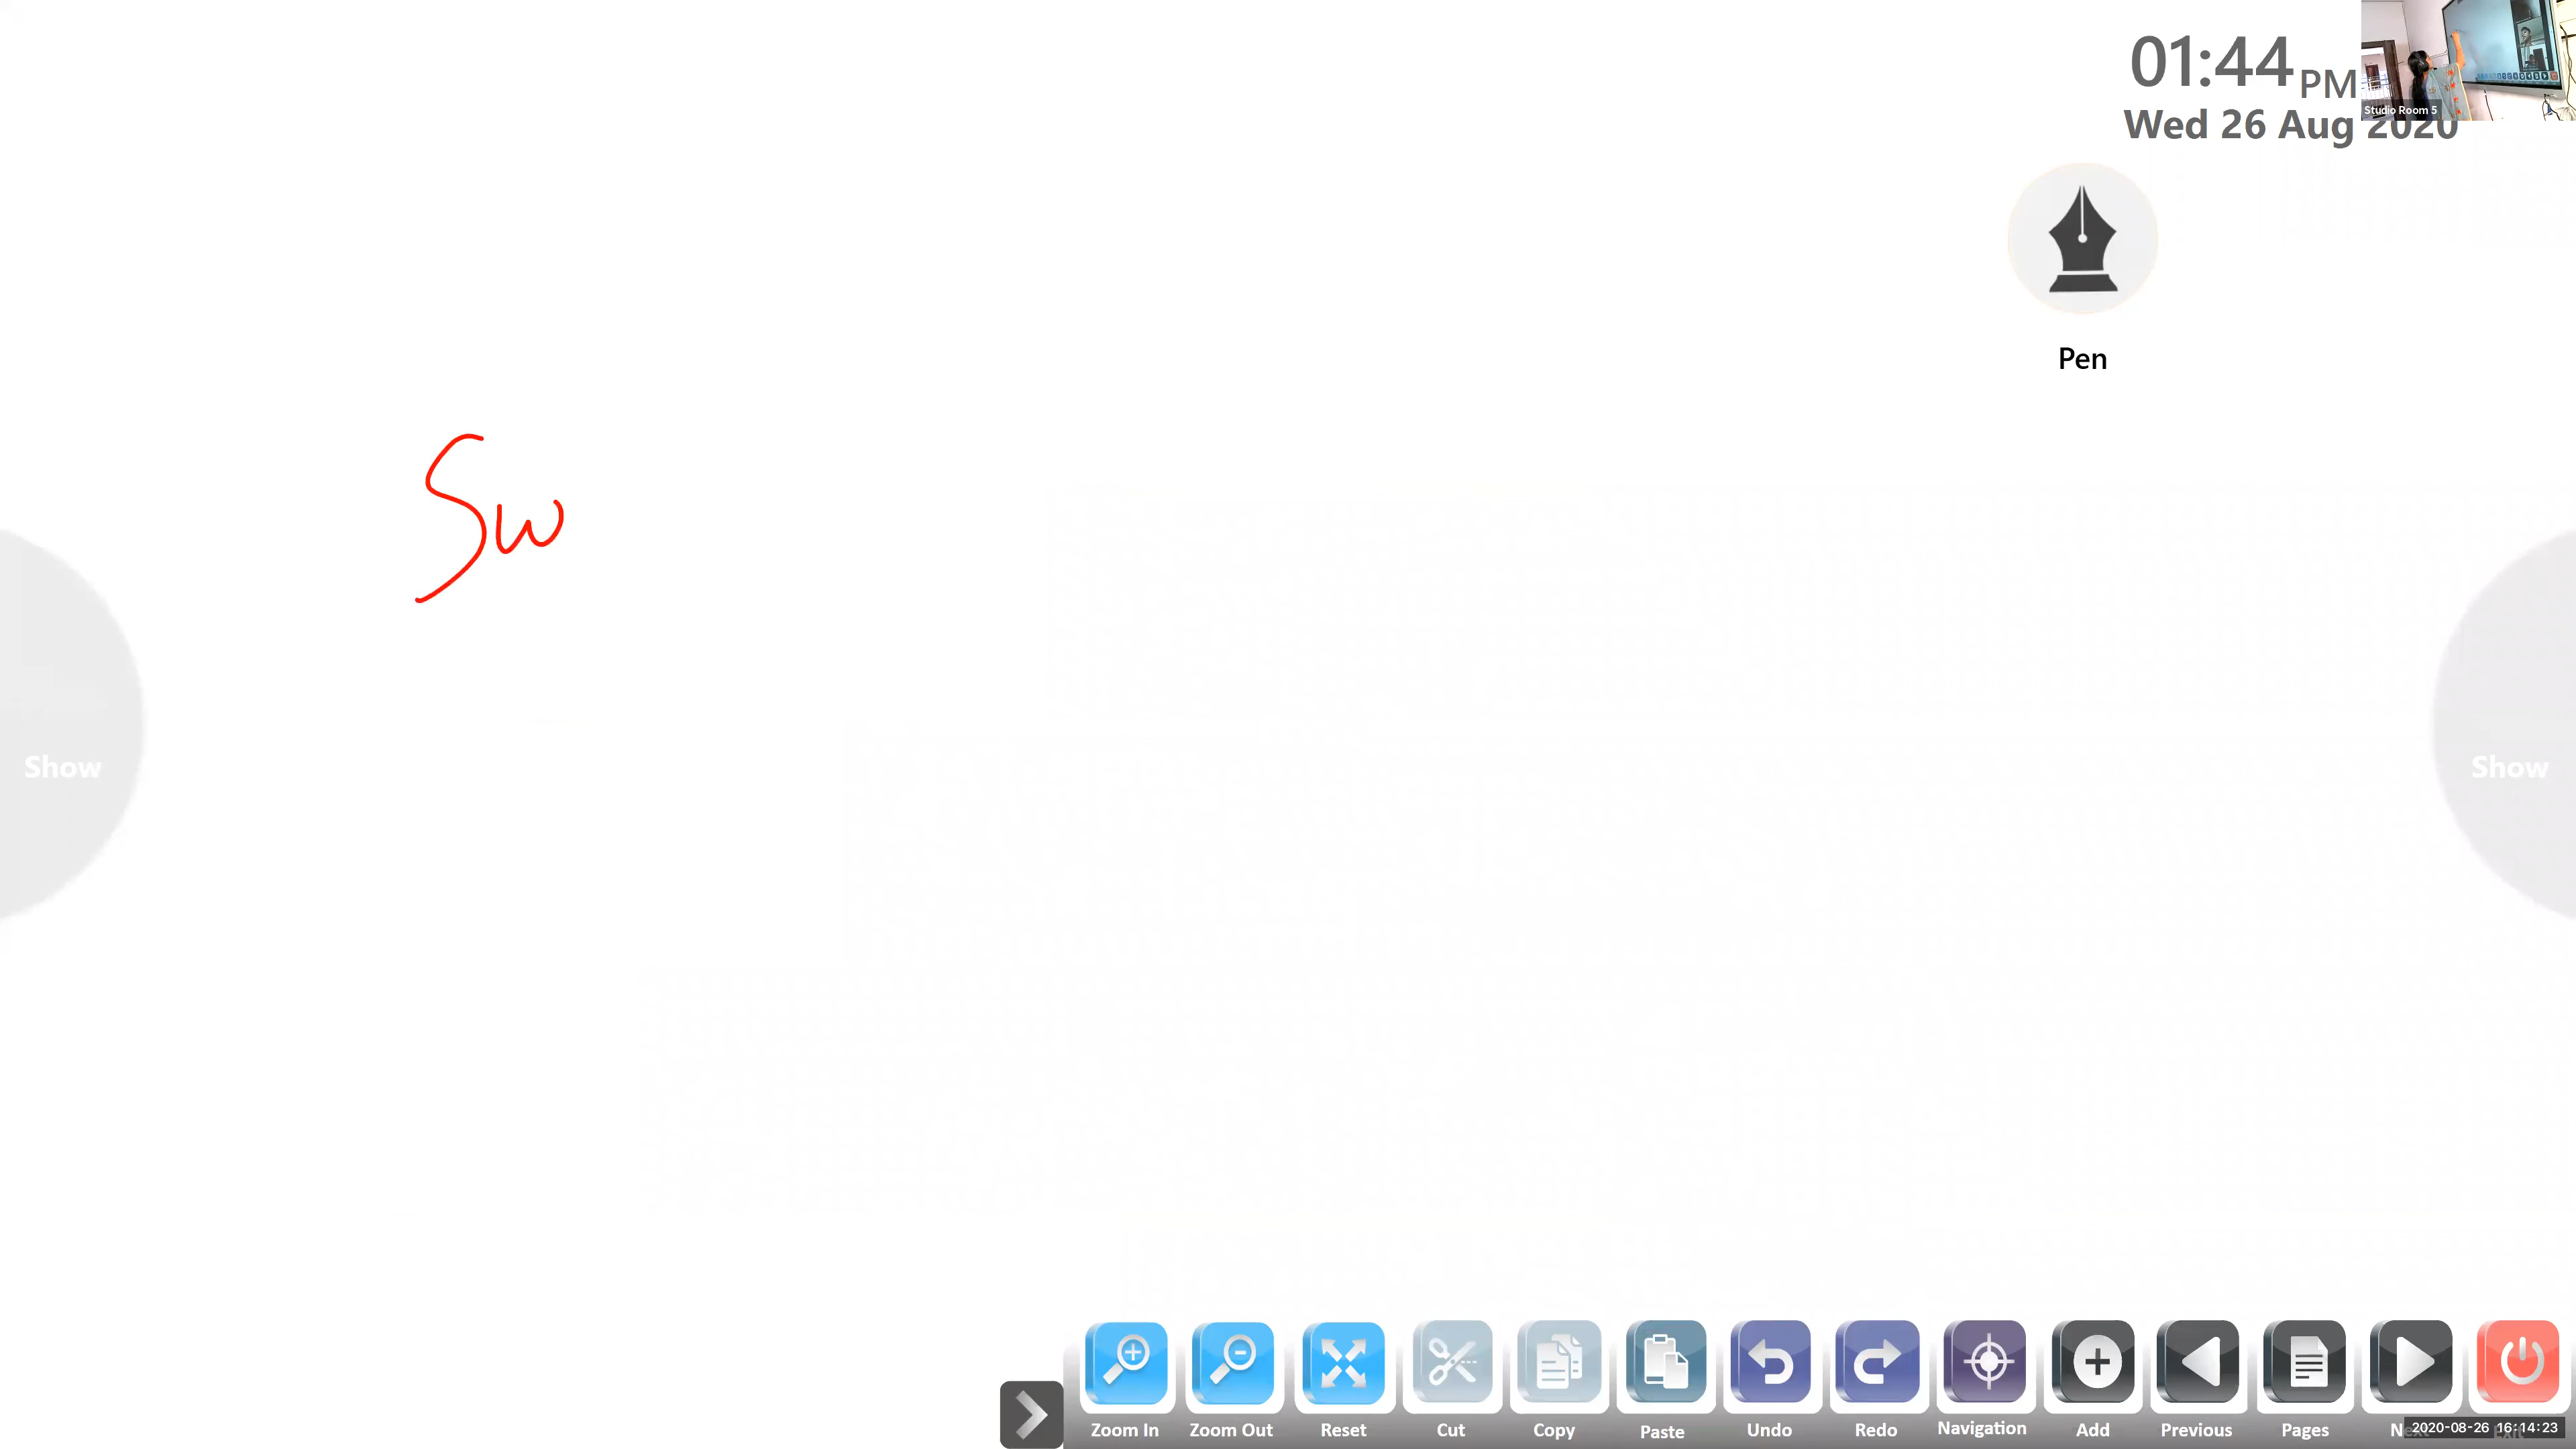 01:44 PM
Studio Room 5
Wed 26 Aug 2020
Pen
Sw
Show
Show
Zoom In Zoom Out Reset Cut Copy Paste Undo Redo Navigation Add Previous Pages
2020-08-26 16:14:23